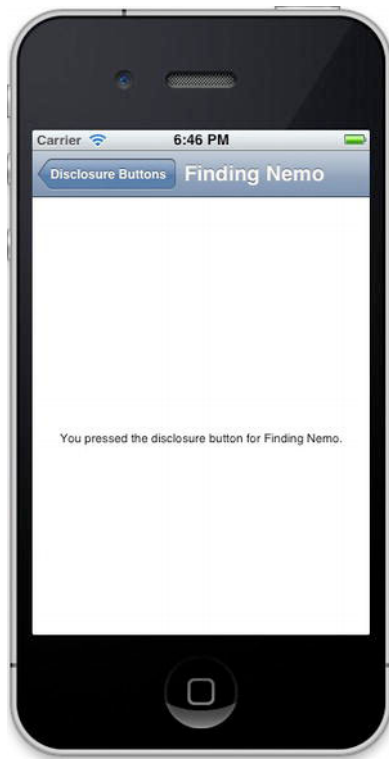 Carrier 6:46 PM
Disclosure Buttons Finding Nemo
You pressed the disclosure button for Finding Nemo.